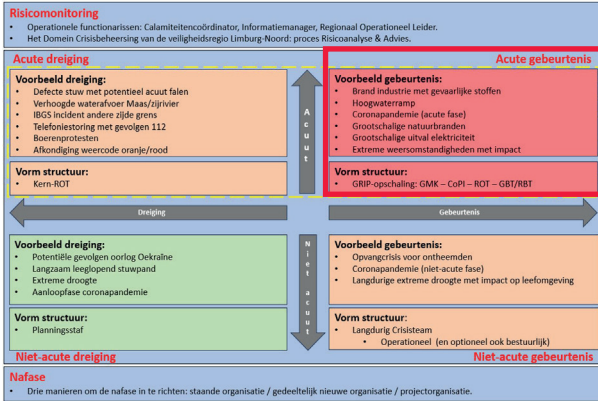 Risicomonitoring
• Operationele functionarissen: Calamiteitencoördinator, Informatiemanager, Regionaal Operationeel Leider.
• Het Domein Crisisbeheersing van de veiligheidsregio Limburg-Noord: proces Risicoanalyse & Advies.
Acute dreiging
Voorbeeld dreiging:
• Defecte stuw met potentieel acuut falen
• Verhoogde waterafvoer Maas/zijrivier
• IBGS incident andere zijde grens
• Telefoniestoring met gevolgen 112
• Boerenprotesten
• Afkondiging weercode oranje/rood
Vorm structuur:
• Kern-ROT
Acuut
Acute gebeurtenis
Voorbeeld gebeurtenis:
• Brand industrie met gevaarlijke stoffen
• Hoogwaterramp
• Coronapandemie (acute fase)
• Grootschalige natuurbranden
• Grootschalige uitval elektriciteit
• Extreme weersomstandigheden met impact
Vorm structuur:
• GRIP-opschaling: GMK – CoPI – ROT – GBT/RBT
Dreiging
Gebeurtenis
Voorbeeld dreiging:
• Potentiële gevolgen oorlog Oekraïne
• Langzaam leeglopend stuwpand
• Extreme droogte
• Aanloopfase coronapandemie
Vorm structuur:
• Planningsstaf
Niet-acute dreiging
Niet acuut
Voorbeeld gebeurtenis:
• Opvangcrisis voor ontheemden
• Coronapandemie (niet-acute fase)
• Langdurige extreme droogte met impact op leefomgeving
Vorm structuur:
• Langdurig Crisisteam
• Operationeel (en optioneel ook bestuurlijk)
Niet-acute gebeurtenis
Nafase
• Drie manieren om de nafase in te richten: staande organisatie / gedeeltelijk nieuwe organisatie / projectorganisatie.